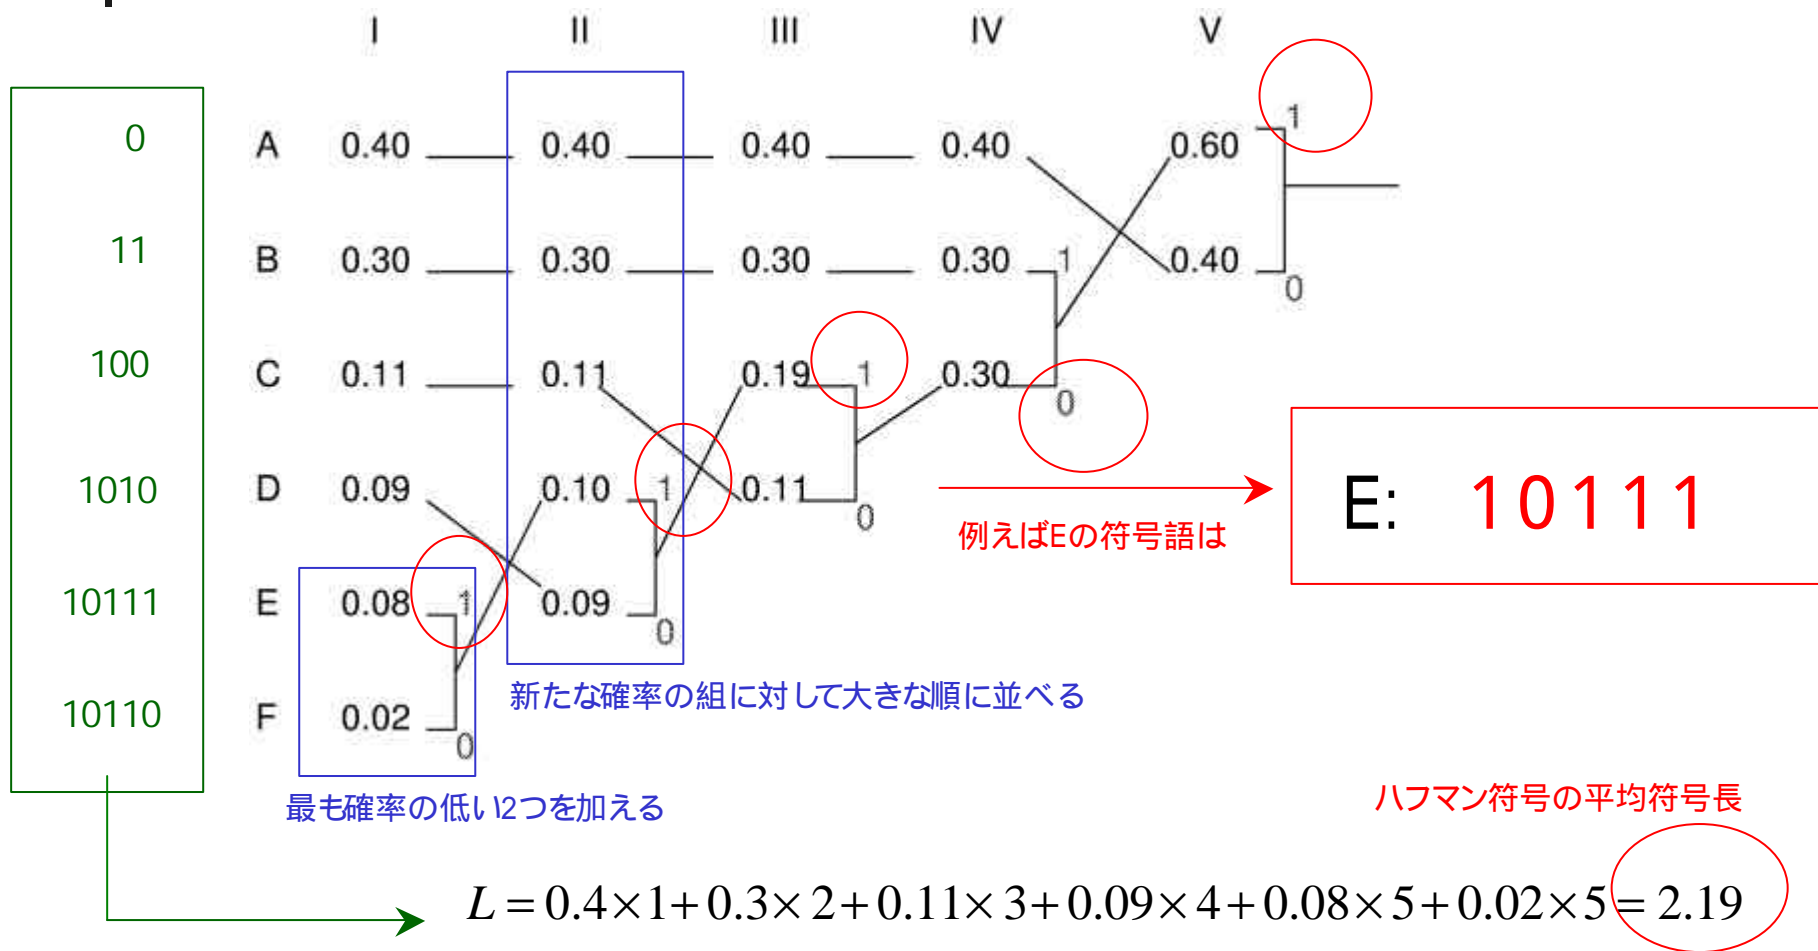 I II III IV V
0 A 0.40 0.40 0.40 0.40 0.60 1
11 B 0.30 0.30 0.30 0.30 1 0.40 0
100 C 0.11 0.11 0.19 1 0.30 0
1010 D 0.09 0.10 1 0.11 0
例えばEの符号語は
E: 10111
10111 E 0.08 1 0.09 0
10110 F 0.02 0
新たな確率の組に対して大きな順に並べる
最も確率の低い2つを加える
ハフマン符号の平均符号長
L = 0.4×1+0.3×2+0.11×3+0.09×4+0.08×5+0.02×5 = 2.19